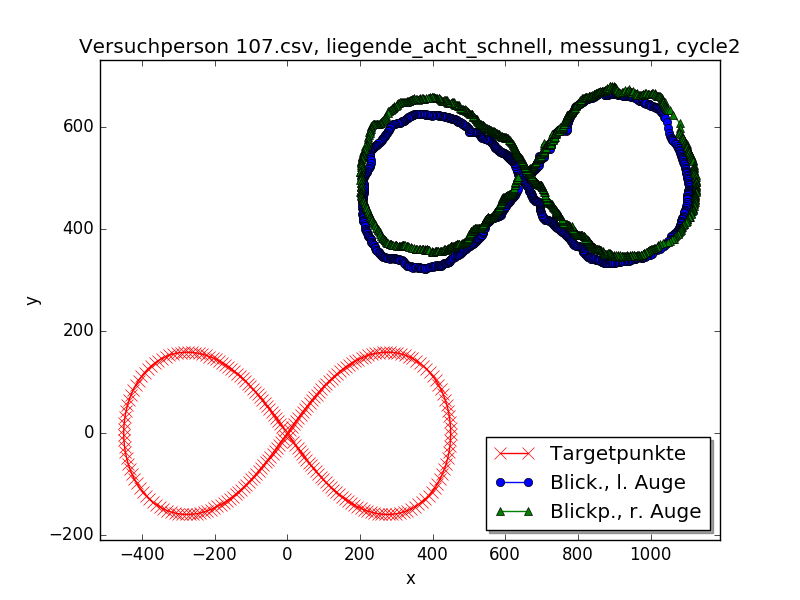 Versuchperson 107.csv, liegende_acht_schnell, messung1, cycle2
600
400
y
200
0
−200
Targetpunkte
Blick., l. Auge
Blickp., r. Auge
−400 −200 0 200 400 600 800 1000
x